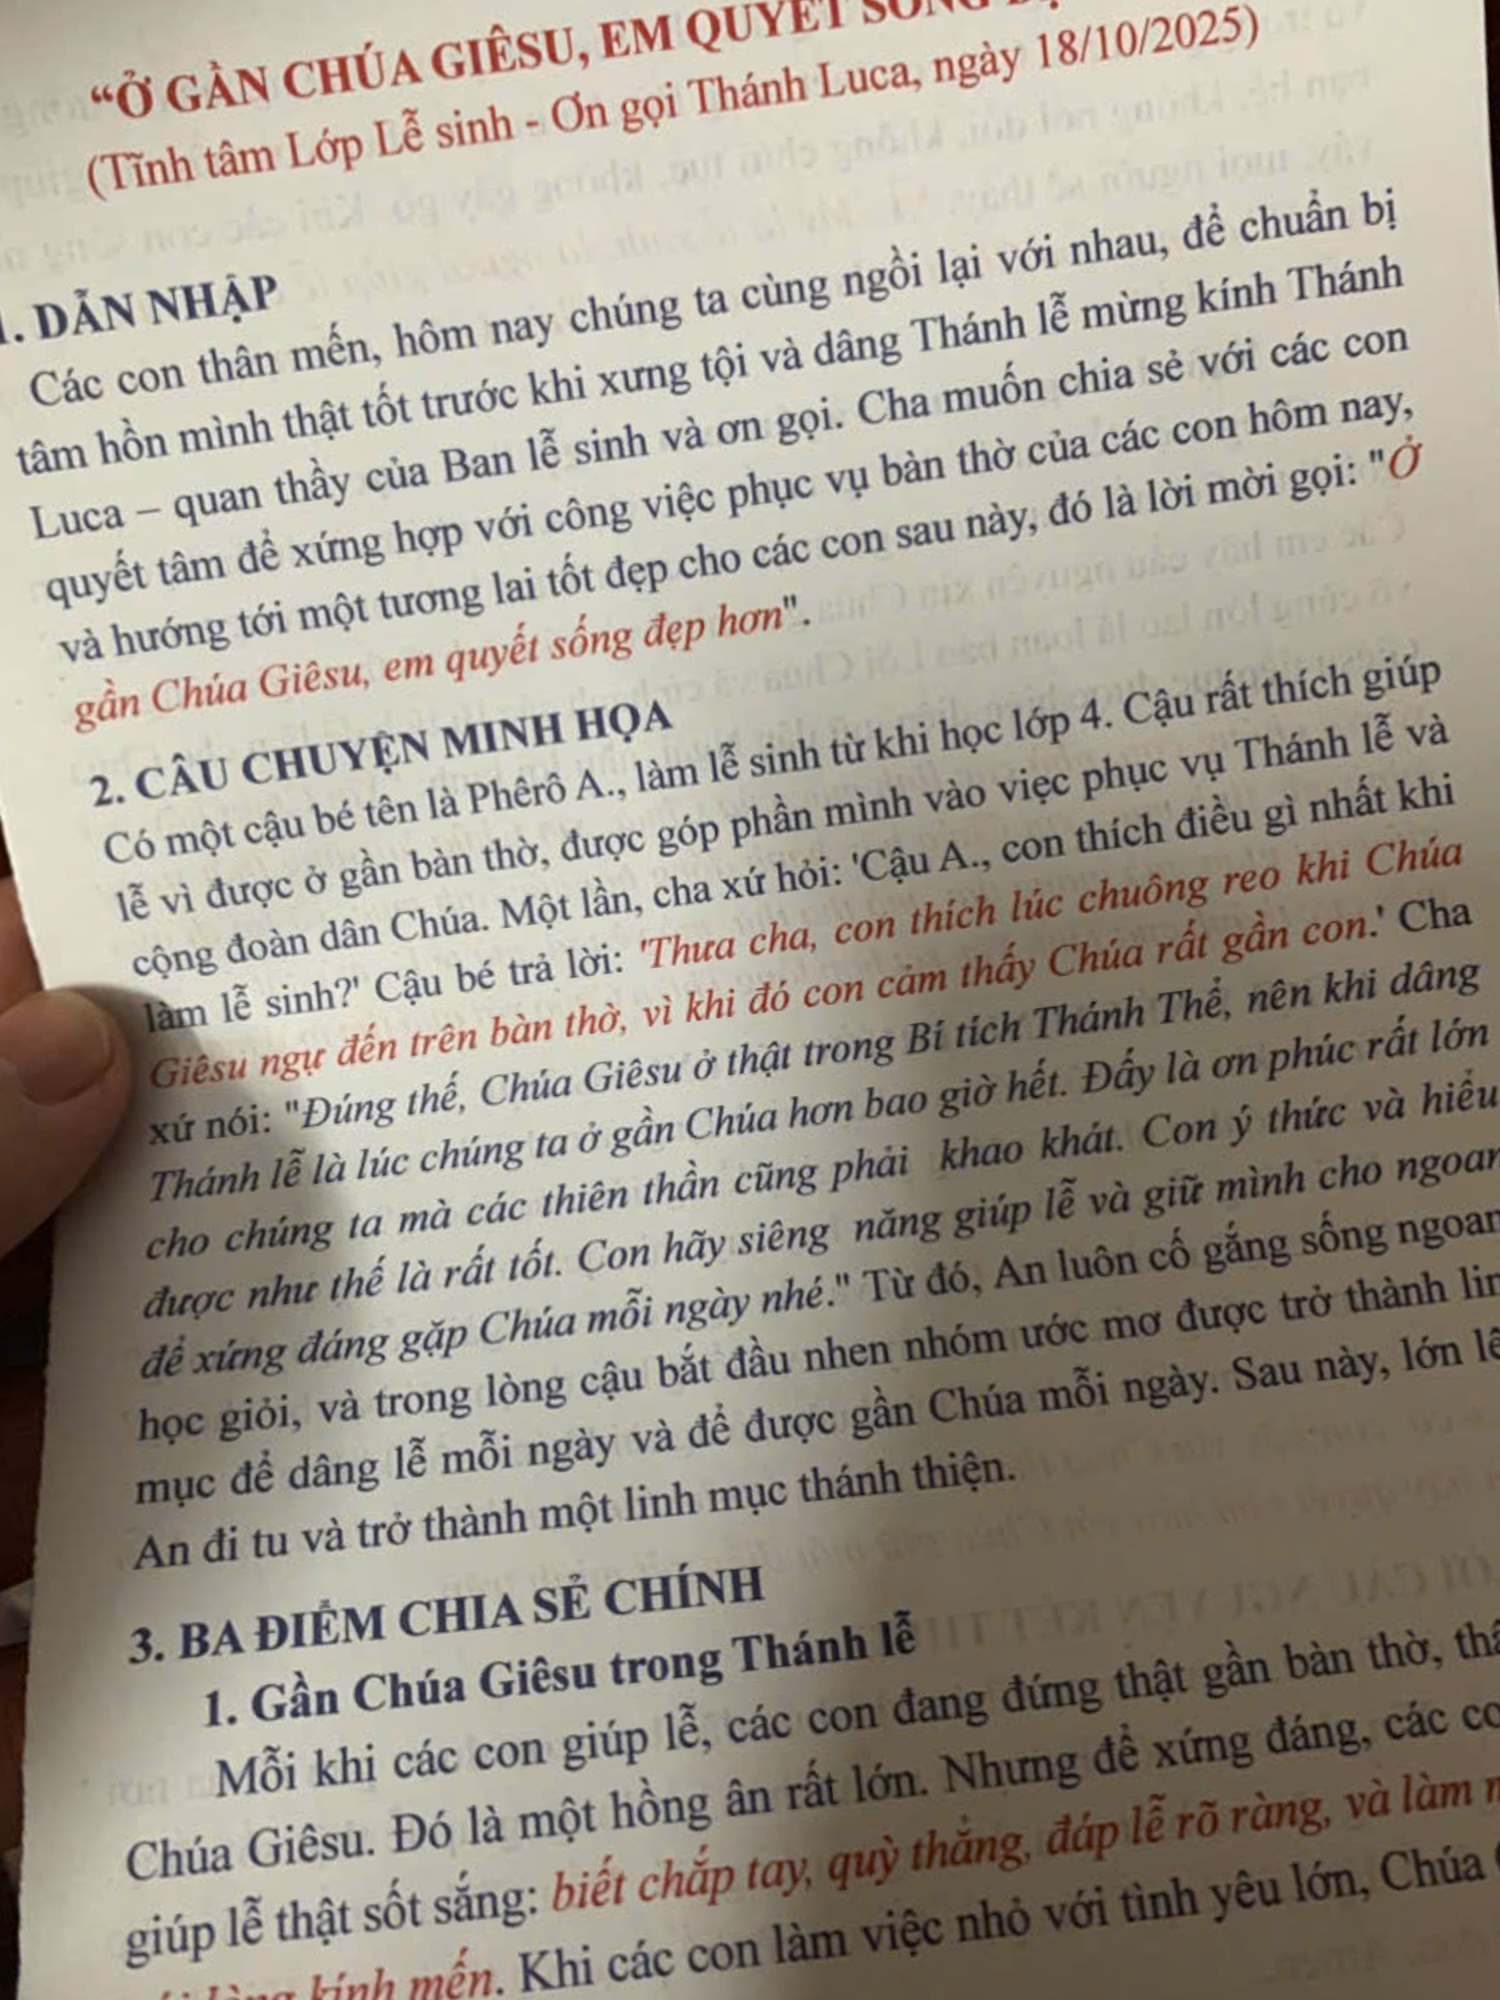 “Ở GẦN CHÚA GIÊSU, EM QUYẾT SỐNG
(Tĩnh tâm Lớp Lễ sinh - Ơn gọi Thánh Luca, ngày 18/10/2025)
1. DẪN NHẬP
Các con thân mến, hôm nay chúng ta cùng ngồi lại với nhau, để chuẩn bị
tâm hồn mình thật tốt trước khi xưng tội và dâng Thánh lễ mừng kính Thánh
Luca – quan thầy của Ban lễ sinh và ơn gọi. Cha muốn chia sẻ với các con
quyết tâm để xứng hợp với công việc phục vụ bàn thờ của các con hôm nay,
và hướng tới một tương lai tốt đẹp cho các con sau này, đó là lời mời gọi: "Ở
gần Chúa Giêsu, em quyết sống đẹp hơn".
2. CÂU CHUYỆN MINH HỌA
Có một cậu bé tên là Phêrô A., làm lễ sinh từ khi học lớp 4. Cậu rất thích giúp
lễ vì được ở gần bàn thờ, được góp phần mình vào việc phục vụ Thánh lễ và
cộng đoàn dân Chúa. Một lần, cha xứ hỏi: 'Cậu A., con thích điều gì nhất khi
làm lễ sinh?' Cậu bé trả lời: 'Thưa cha, con thích lúc chuông reo khi Chúa
Giêsu ngự đến trên bàn thờ, vì khi đó con cảm thấy Chúa rất gần con.' Cha
xứ nói: "Đúng thế, Chúa Giêsu ở thật trong Bí tích Thánh Thể, nên khi dâng
Thánh lễ là lúc chúng ta ở gần Chúa hơn bao giờ hết. Đấy là ơn phúc rất lớn
cho chúng ta mà các thiên thần cũng phải khao khát. Con ý thức và hiểu
được như thế là rất tốt. Con hãy siêng năng giúp lễ và giữ mình cho ngoan
để xứng đáng gặp Chúa mỗi ngày nhé." Từ đó, An luôn cố gắng sống ngoan
học giỏi, và trong lòng cậu bắt đầu nhen nhóm ước mơ được trở thành lin
mục để dâng lễ mỗi ngày và để được gần Chúa mỗi ngày. Sau này, lớn lê
An đi tu và trở thành một linh mục thánh thiện.
3. BA ĐIỂM CHIA SẺ CHÍNH
1. Gần Chúa Giêsu trong Thánh lễ
Mỗi khi các con giúp lễ, các con đang đứng thật gần bàn thờ,
Chúa Giêsu. Đó là một hồng ân rất lớn. Nhưng để xứng đáng, các co
giúp lễ thật sốt sắng: biết chắp tay, quỳ thẳng, đáp lễ rõ ràng, và làm
kính mến. Khi các con làm việc nhỏ với tình yêu lớn, Chúa